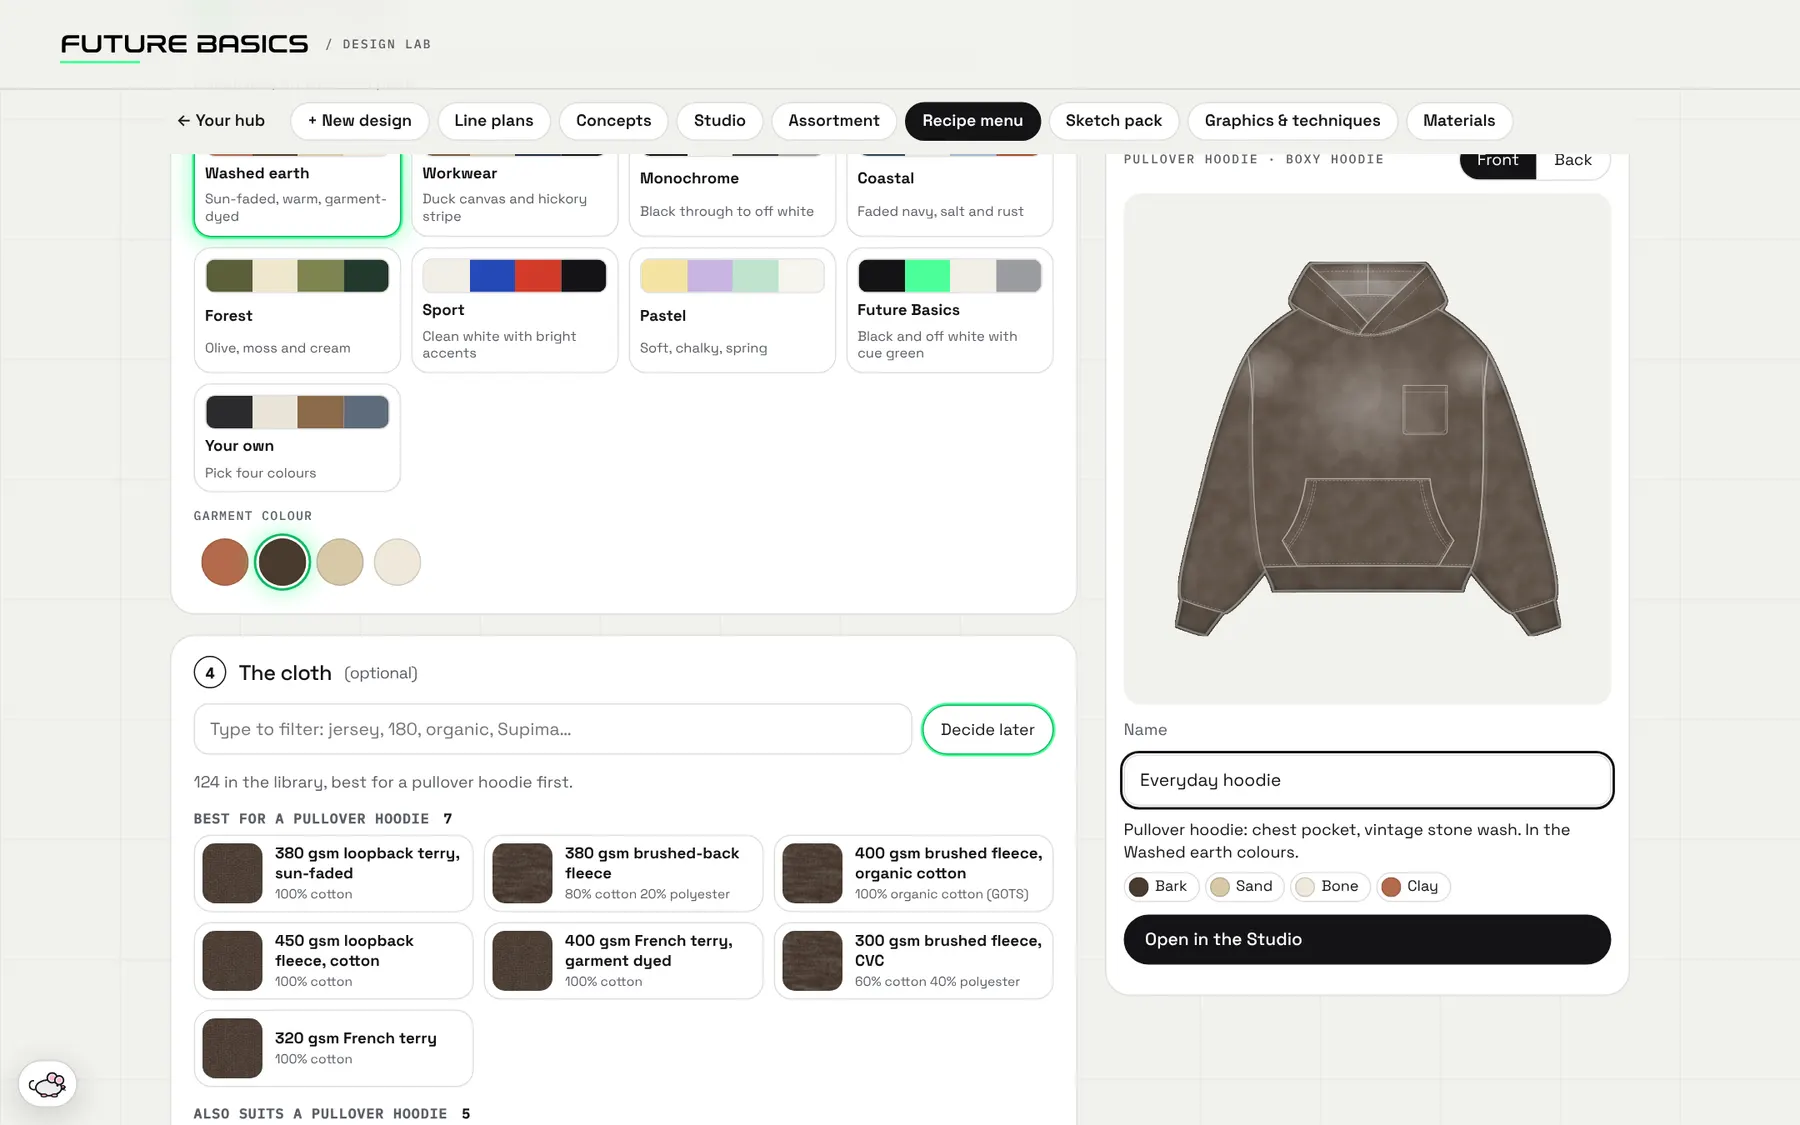 FUTURE BASICS / DESIGN LAB
← Your hub
+ New design
Line plans
Concepts
Studio
Assortment
Recipe menu
Sketch pack
Graphics & techniques
Materials
Washed earth
Sun-faded, warm, garment-
dyed
Workwear
Duck canvas and hickory
stripe
Monochrome
Black through to off white
Coastal
Faded navy, salt and rust
Forest
Olive, moss and cream
Sport
Clean white with bright
accents
Pastel
Soft, chalky, spring
Future Basics
Black and off white with
cue green
Your own
Pick four colours
GARMENT COLOUR
4 The cloth (optional)
Type to filter: jersey, 180, organic, Supima...
Decide later
124 in the library, best for a pullover hoodie first.
BEST FOR A PULLOVER HOODIE 7
380 gsm loopback terry,
sun-faded
100% cotton
380 gsm brushed-back
fleece
80% cotton 20% polyester
400 gsm brushed fleece,
organic cotton
100% organic cotton (GOTS)
450 gsm loopback
fleece, cotton
100% cotton
400 gsm French terry,
garment dyed
100% cotton
300 gsm brushed fleece,
CVC
60% cotton 40% polyester
320 gsm French terry
100% cotton
ALSO SUITS A PULLOVER HOODIE 5
PULLOVER HOODIE · BOXY HOODIE
Front
Back
Name
Everyday hoodie
Pullover hoodie: chest pocket, vintage stone wash. In the
Washed earth colours.
Bark
Sand
Bone
Clay
Open in the Studio